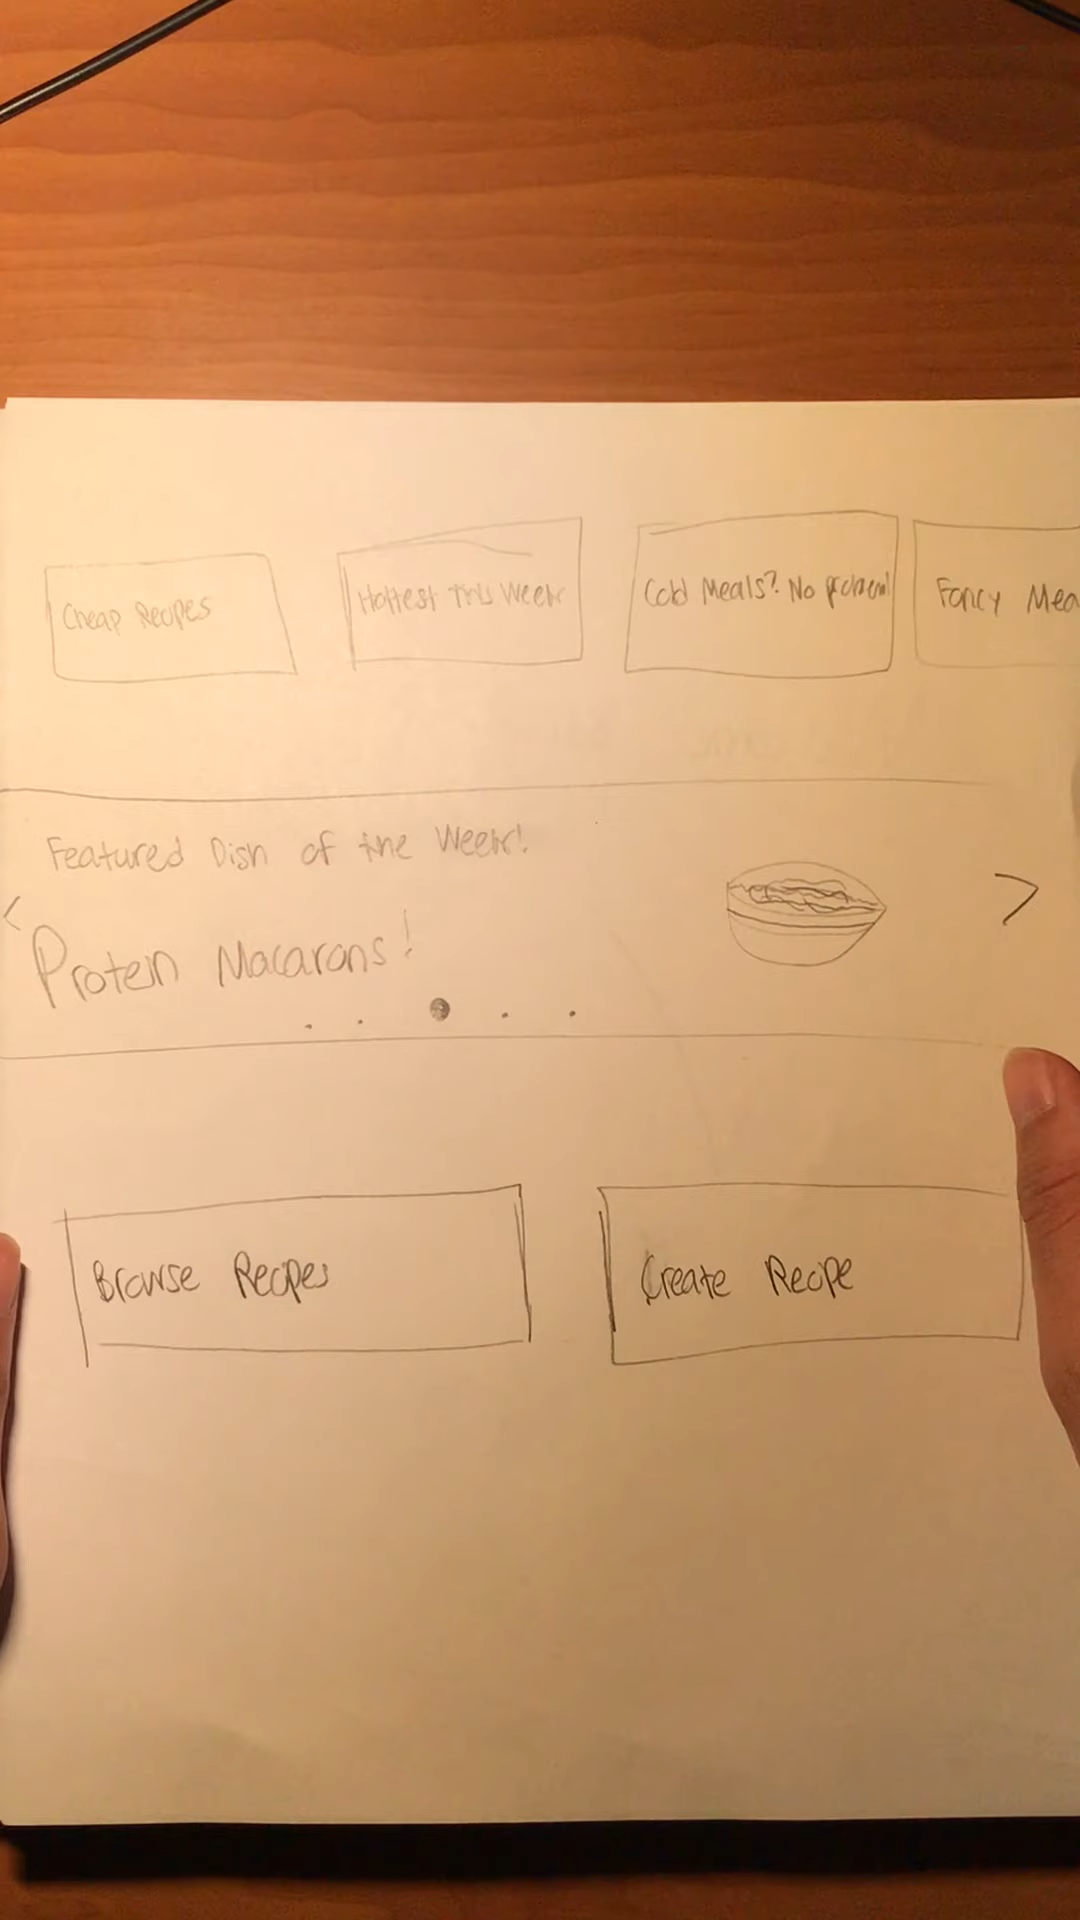 Cheap Recipes
Hottest This Week
Cold Meals? No problem!
Fancy Mea
Featured Dish of the Week!
<
>
Protein Macarons!
Browse Recipes
Create Recipe